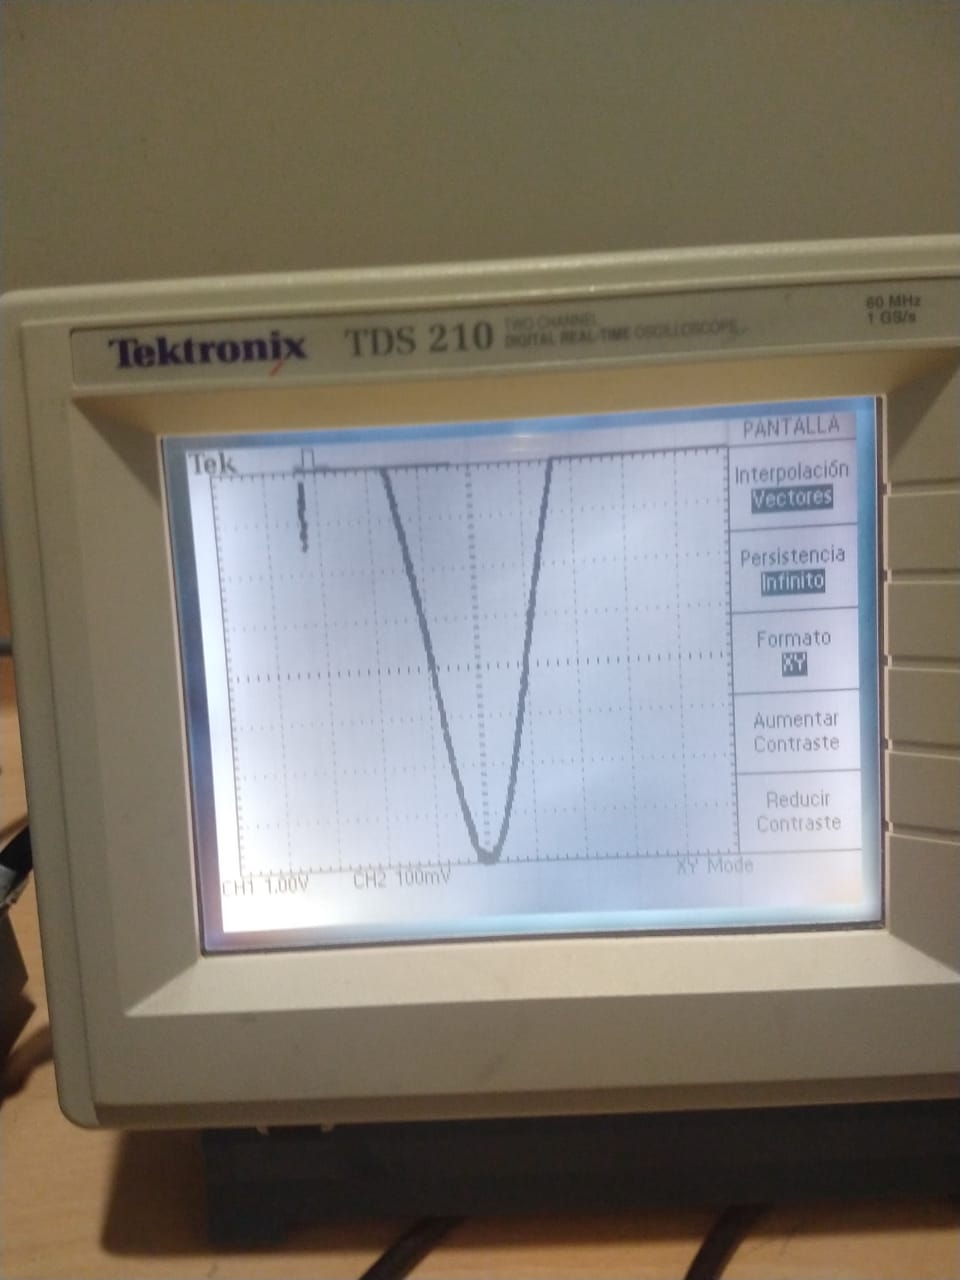 Tektronix TDS 210 TWO CHANNEL
DIGITAL REAL-TIME OSCILLOSCOPE
60 MHz
1 GS/s
Tek
PANTALLA
Interpolación
Vectores
Persistencia
Infinito
Formato
XY
Aumentar
Contraste
Reducir
Contraste
CH1 1.00V CH2 100mV XY Mode